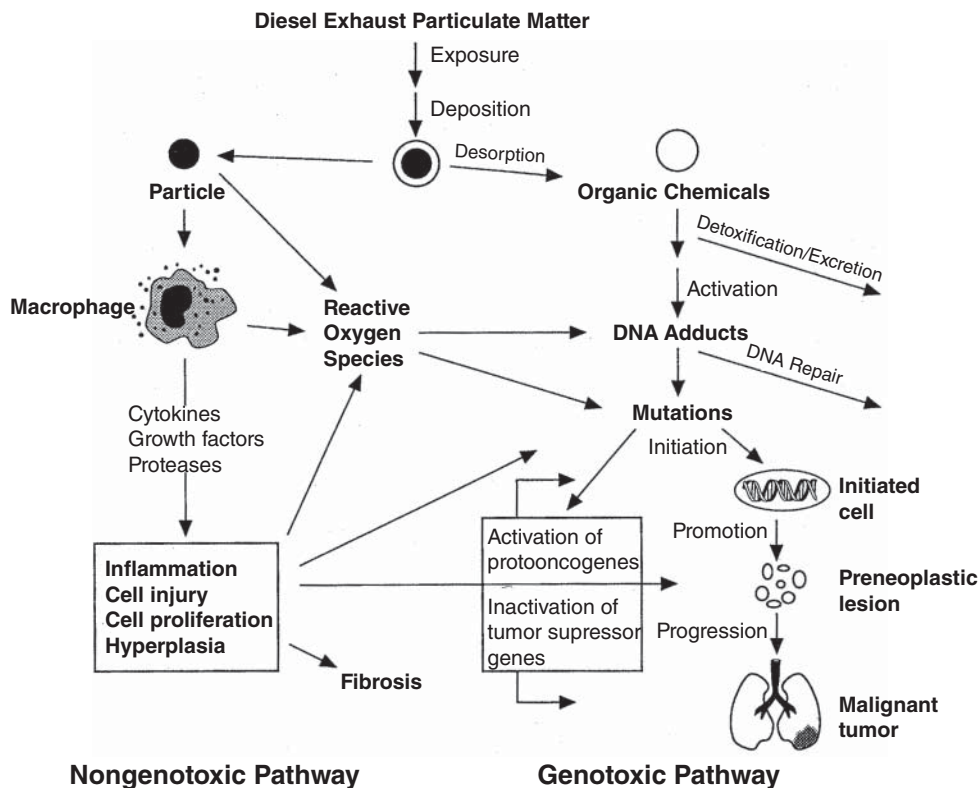 Diesel Exhaust Particulate Matter
Exposure
Deposition
Desorption
Particle
Organic Chemicals
Detoxification/Excretion
Macrophage
Reactive
Oxygen
Species
Activation
DNA Adducts
DNA Repair
Cytokines
Growth factors
Proteases
Mutations
Initiation
Initiated
cell
Activation of
protooncogenes
Inactivation of
tumor supressor
genes
Promotion
Inflammation
Cell injury
Cell proliferation
Hyperplasia
Preneoplastic
lesion
Progression
Fibrosis
Malignant
tumor
Nongenotoxic Pathway
Genotoxic Pathway